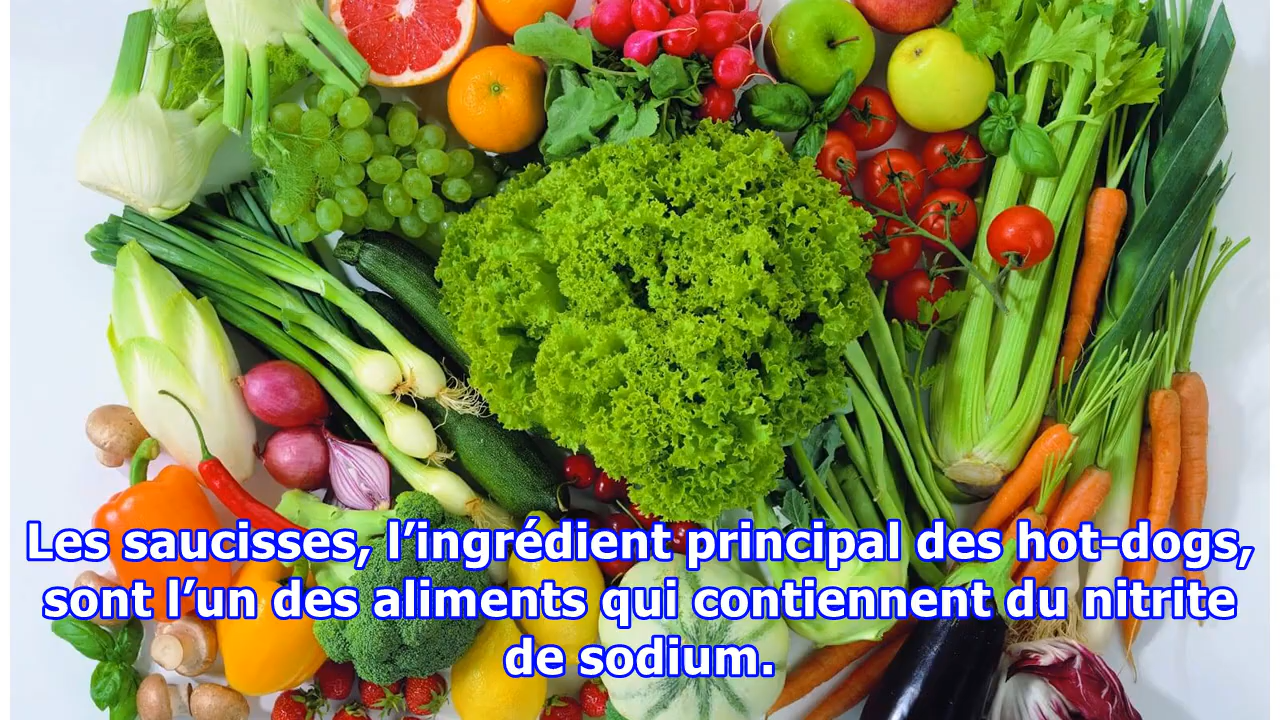 Les saucisses, l’ingrédient principal des hot-dogs,
sont l’un des aliments qui contiennent du nitrite
de sodium.